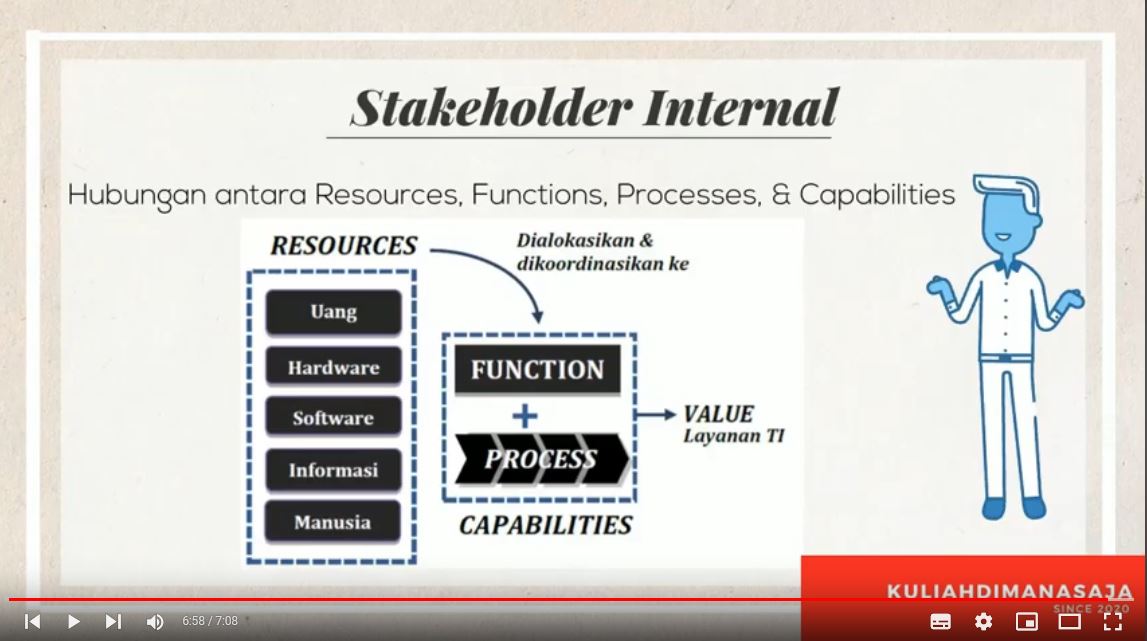 Stakeholder Internal
Hubungan antara Resources, Functions, Processes, & Capabilities
RESOURCES
Dialokasikan &
dikoordinasikan ke
Uang
Hardware
Software
Informasi
Manusia
FUNCTION
+
PROCESS
CAPABILITIES
VALUE
Layanan TI
KULIAHDIMANASAJA
SINCE 2020
6:58 / 7:08